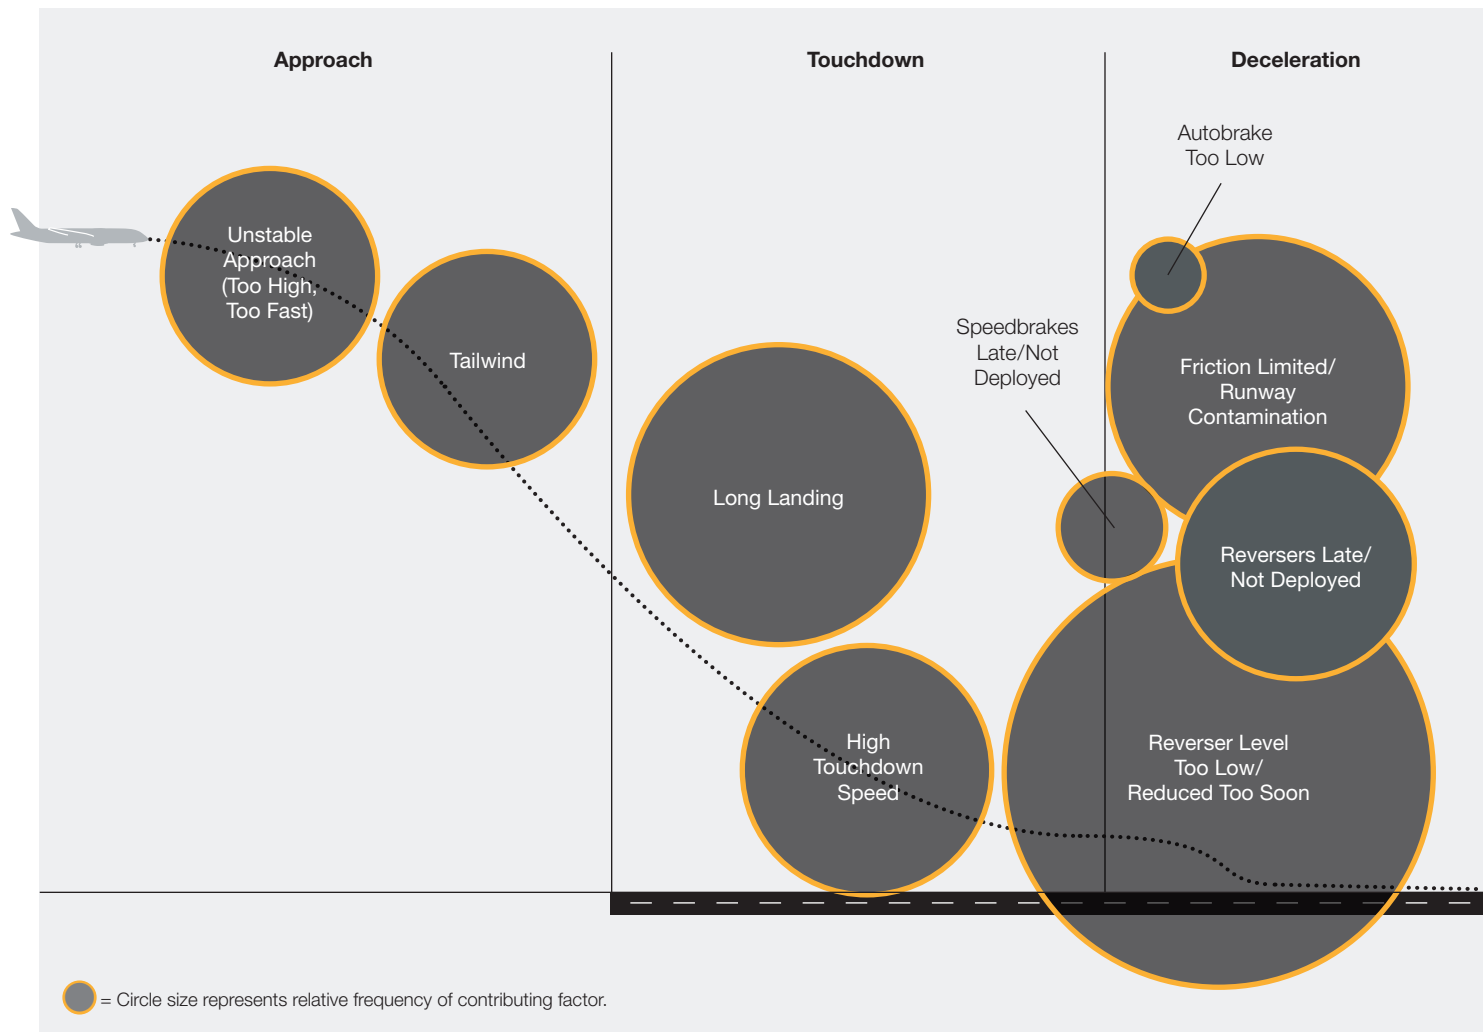 Approach
Touchdown
Deceleration
Autobrake
Too Low
Unstable
Approach
(Too High,
Too Fast)
Tailwind
Speedbrakes
Late/Not
Deployed
Friction Limited/
Runway
Contamination
Long Landing
Reversers Late/
Not Deployed
High
Touchdown
Speed
Reverser Level
Too Low/
Reduced Too Soon
= Circle size represents relative frequency of contributing factor.